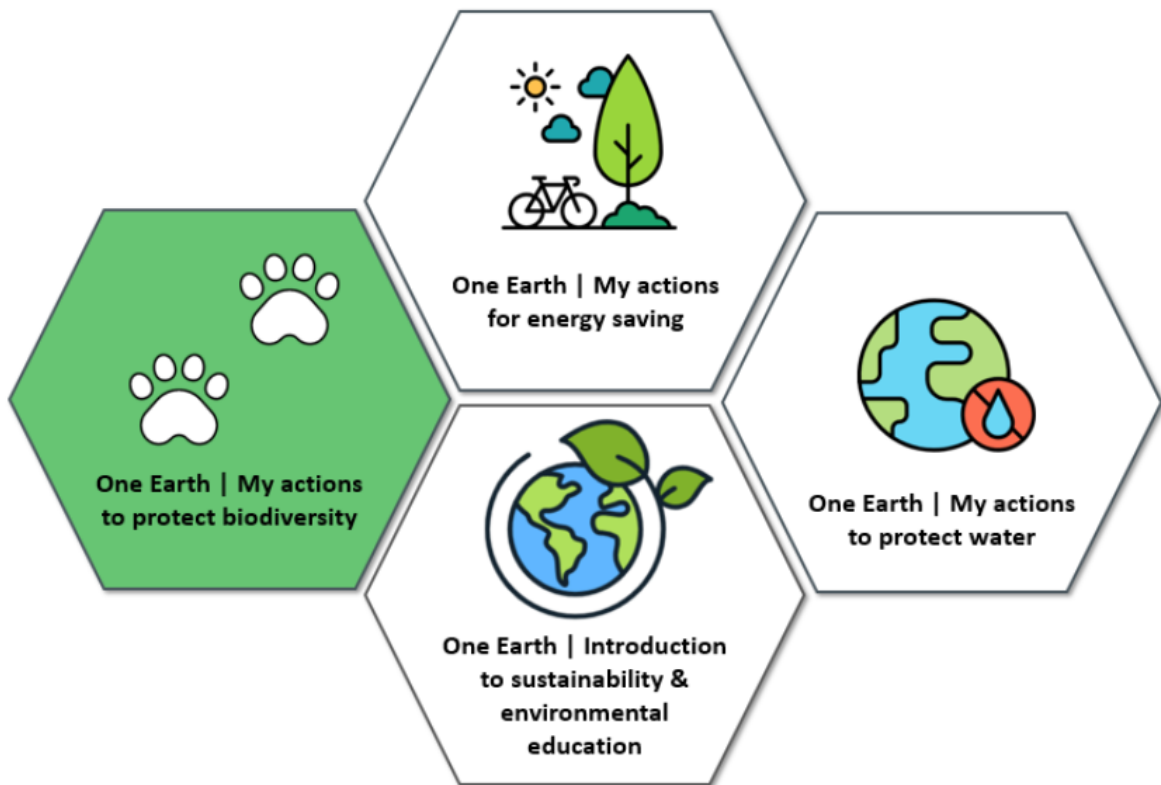 One Earth | My actions
for energy saving
One Earth | My actions
to protect biodiversity
One Earth | My actions
to protect water
One Earth | Introduction
to sustainability &
environmental
education